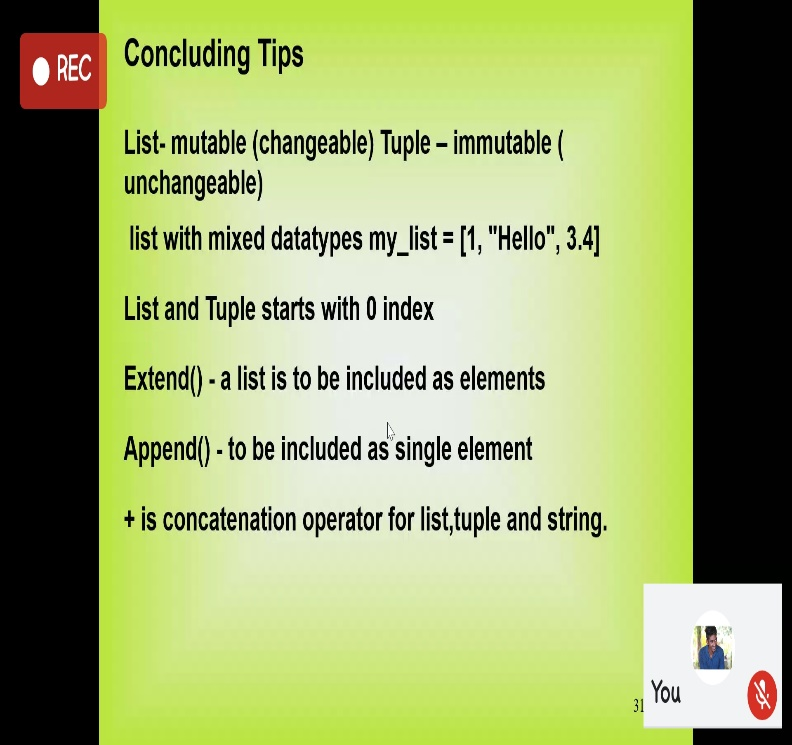 REC
Concluding Tips
List- mutable (changeable) Tuple – immutable (
unchangeable)
list with mixed datatypes my_list = [1, "Hello", 3.4]
List and Tuple starts with 0 index
Extend() - a list is to be included as elements
Append() - to be included as single element
+ is concatenation operator for list,tuple and string.
31
You